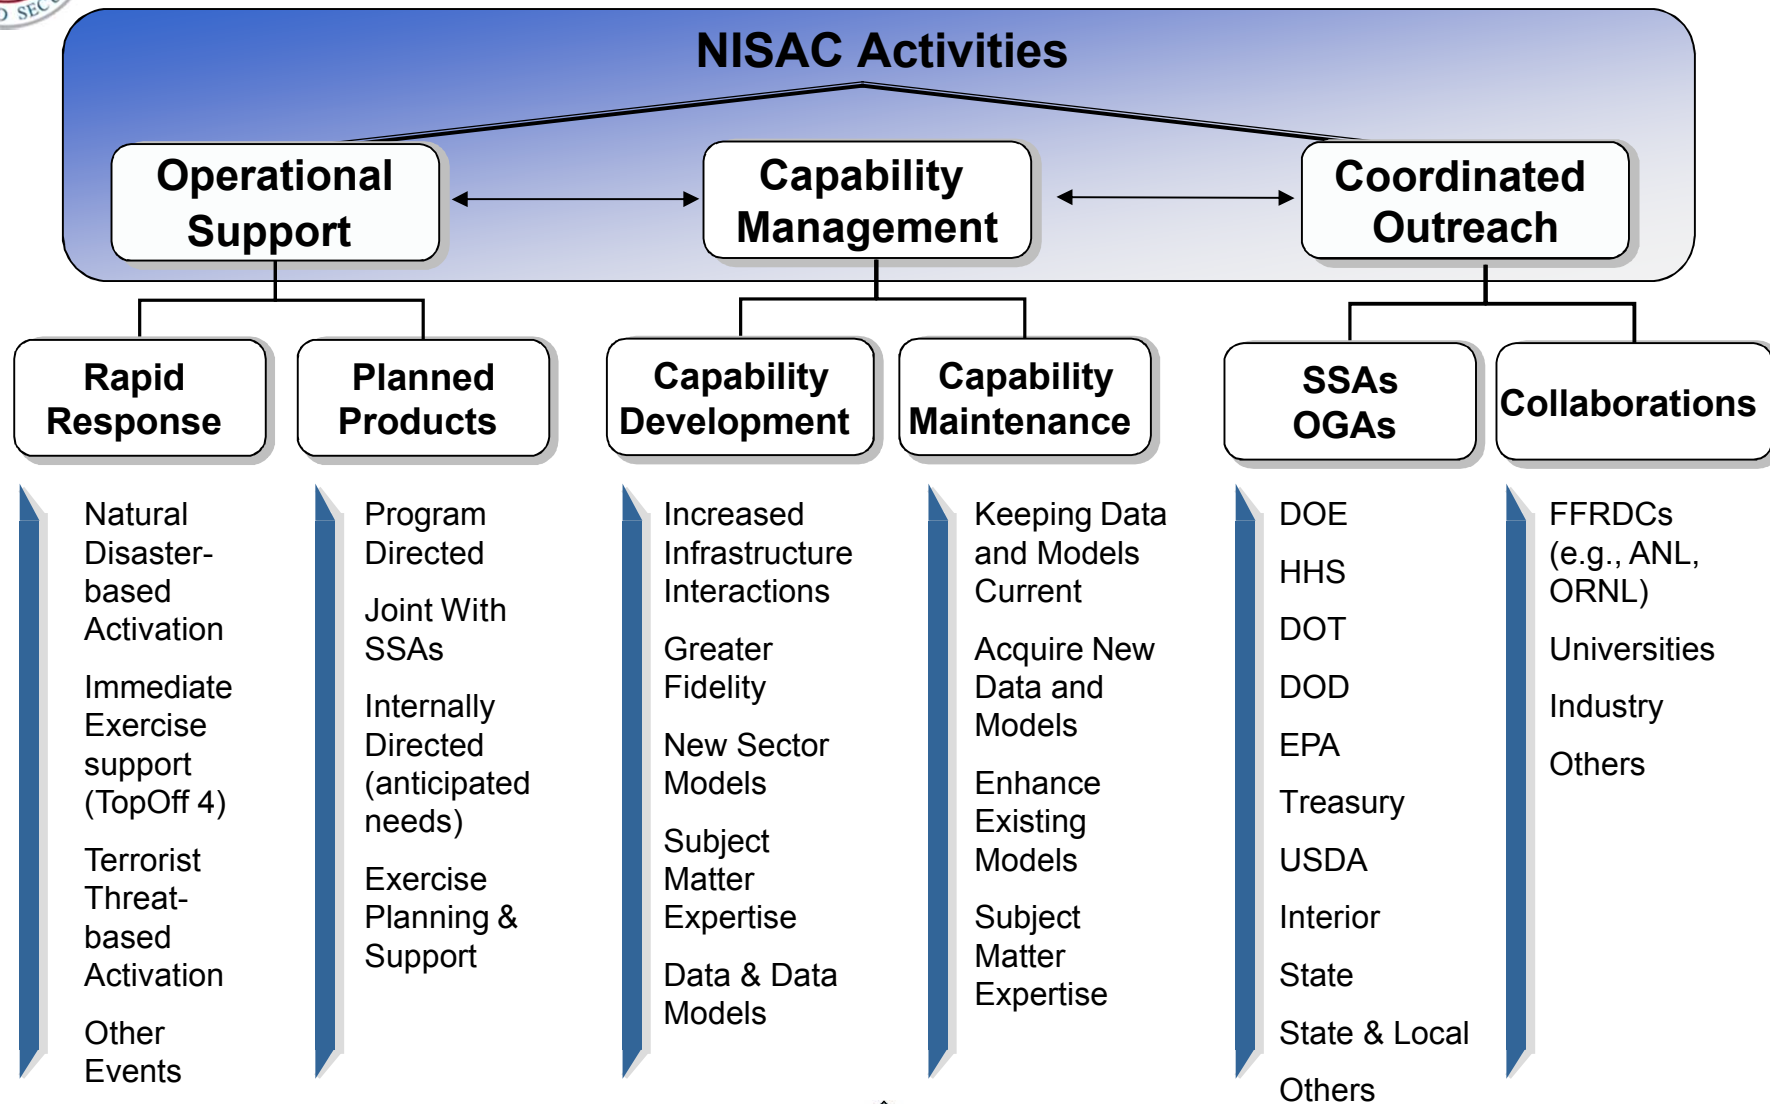 D SEC
NISAC Activities
Operational
Support
Capability
Management
Coordinated
Outreach
Rapid
Response
Planned
Products
Capability
Development
Capability
Maintenance
SSAs
OGAs
Collaborations
Natural
Disaster-
based
Activation
Immediate
Exercise
support
(TopOff 4)
Terrorist
Threat-
based
Activation
Other
Events
Program
Directed
Joint With
SSAs
Internally
Directed
(anticipated
needs)
Exercise
Planning &
Support
Increased
Infrastructure
Interactions
Greater
Fidelity
New Sector
Models
Subject
Matter
Expertise
Data & Data
Models
Keeping Data
and Models
Current
Acquire New
Data and
Models
Enhance
Existing
Models
Subject
Matter
Expertise
DOE
HHS
DOT
DOD
EPA
Treasury
USDA
Interior
State
State & Local
Others
FFRDCs
(e.g., ANL,
ORNL)
Universities
Industry
Others